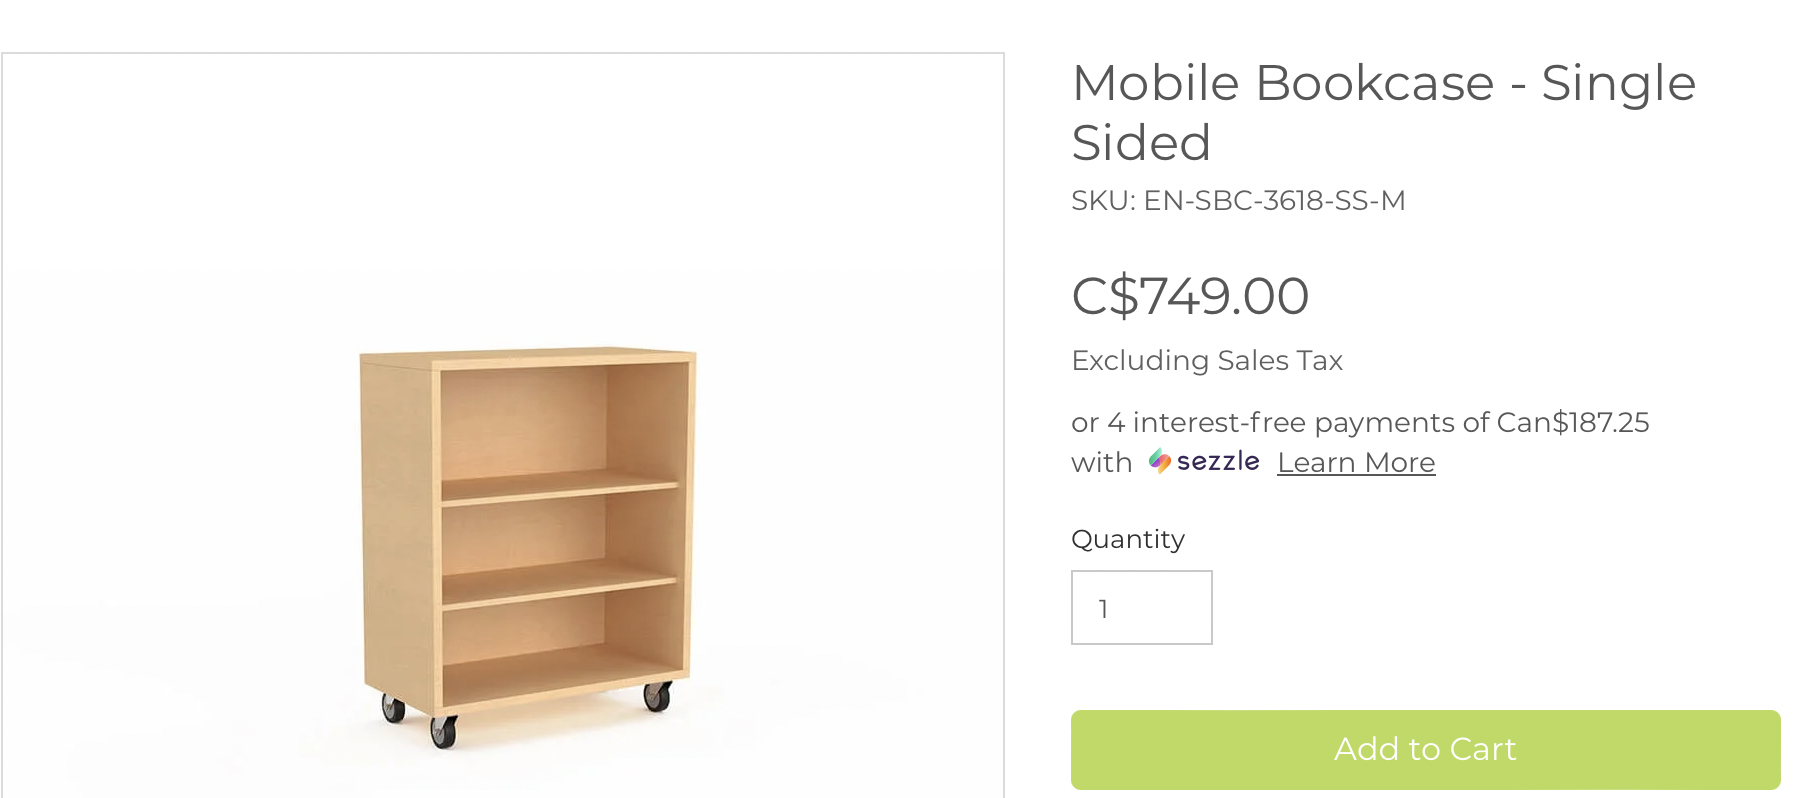 Mobile Bookcase - Single
Sided
SKU: EN-SBC-3618-SS-M
C$749.00
Excluding Sales Tax
or 4 interest-free payments of Can$187.25
with sezzle Learn More
Quantity
1
Add to Cart